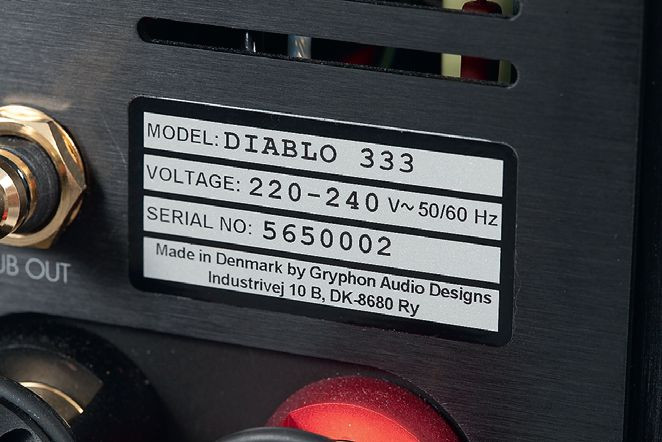 MODEL: DIABLO 333
VOLTAGE: 220-240 V~ 50/60 Hz
SERIAL NO: 5650002
Made in Denmark by Gryphon Audio Designs
Industrivej 10 B, DK-8680 Ry
UB OUT